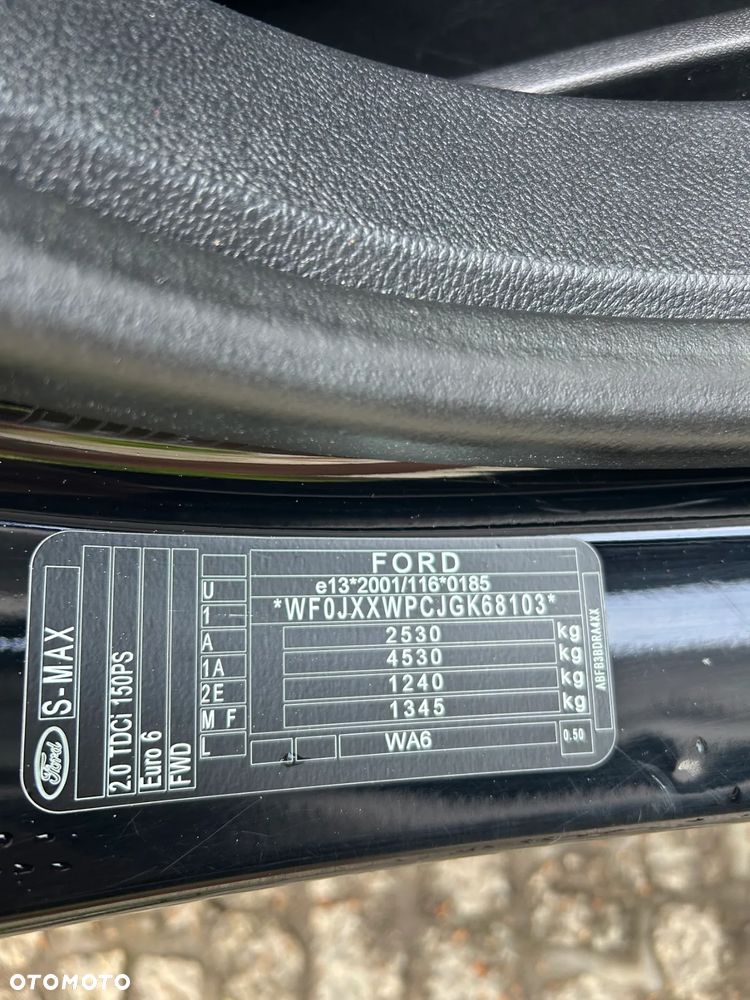 FORD
e13*2001/116*0185
*WF0JXXWPCJGK68103*
2530 kg
4530 kg
1240 kg
1345 kg
WA6
0.50
ABFB3BDRA4XX
U
1
A
1A
2E
M F
L
Ford
S-MAX
2.0 TDCi 150PS
Euro 6
FWD
OTOMOTO